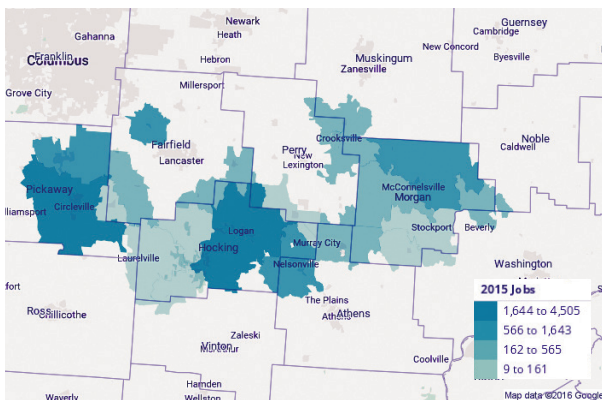 Newark
Gahanna
Heath
Guernsey
Cambridge
New Concord
Franklin
Columbus
Hebron
Muskingum
Zanesville
Byesville
Grove City
Millersport
Crooksville
Noble
Caldwell
Fairfield
Lancaster
Perry
New
Lexington
Pickaway
McConnelsville
Morgan
lliamsport
Circleville
Logan
Stockport
Beverly
Hocking
Murray City
Laurelville
Nelsonville
Washington
fort
Ross
Chillicothe
The Plains
Athens
Athens
Zaleski
Vinton
Coolville
Hamden
Wellston
Waverly
2015 Jobs
1,644 to 4,505
566 to 1,643
162 to 565
9 to 161
Map data ©2016 Google